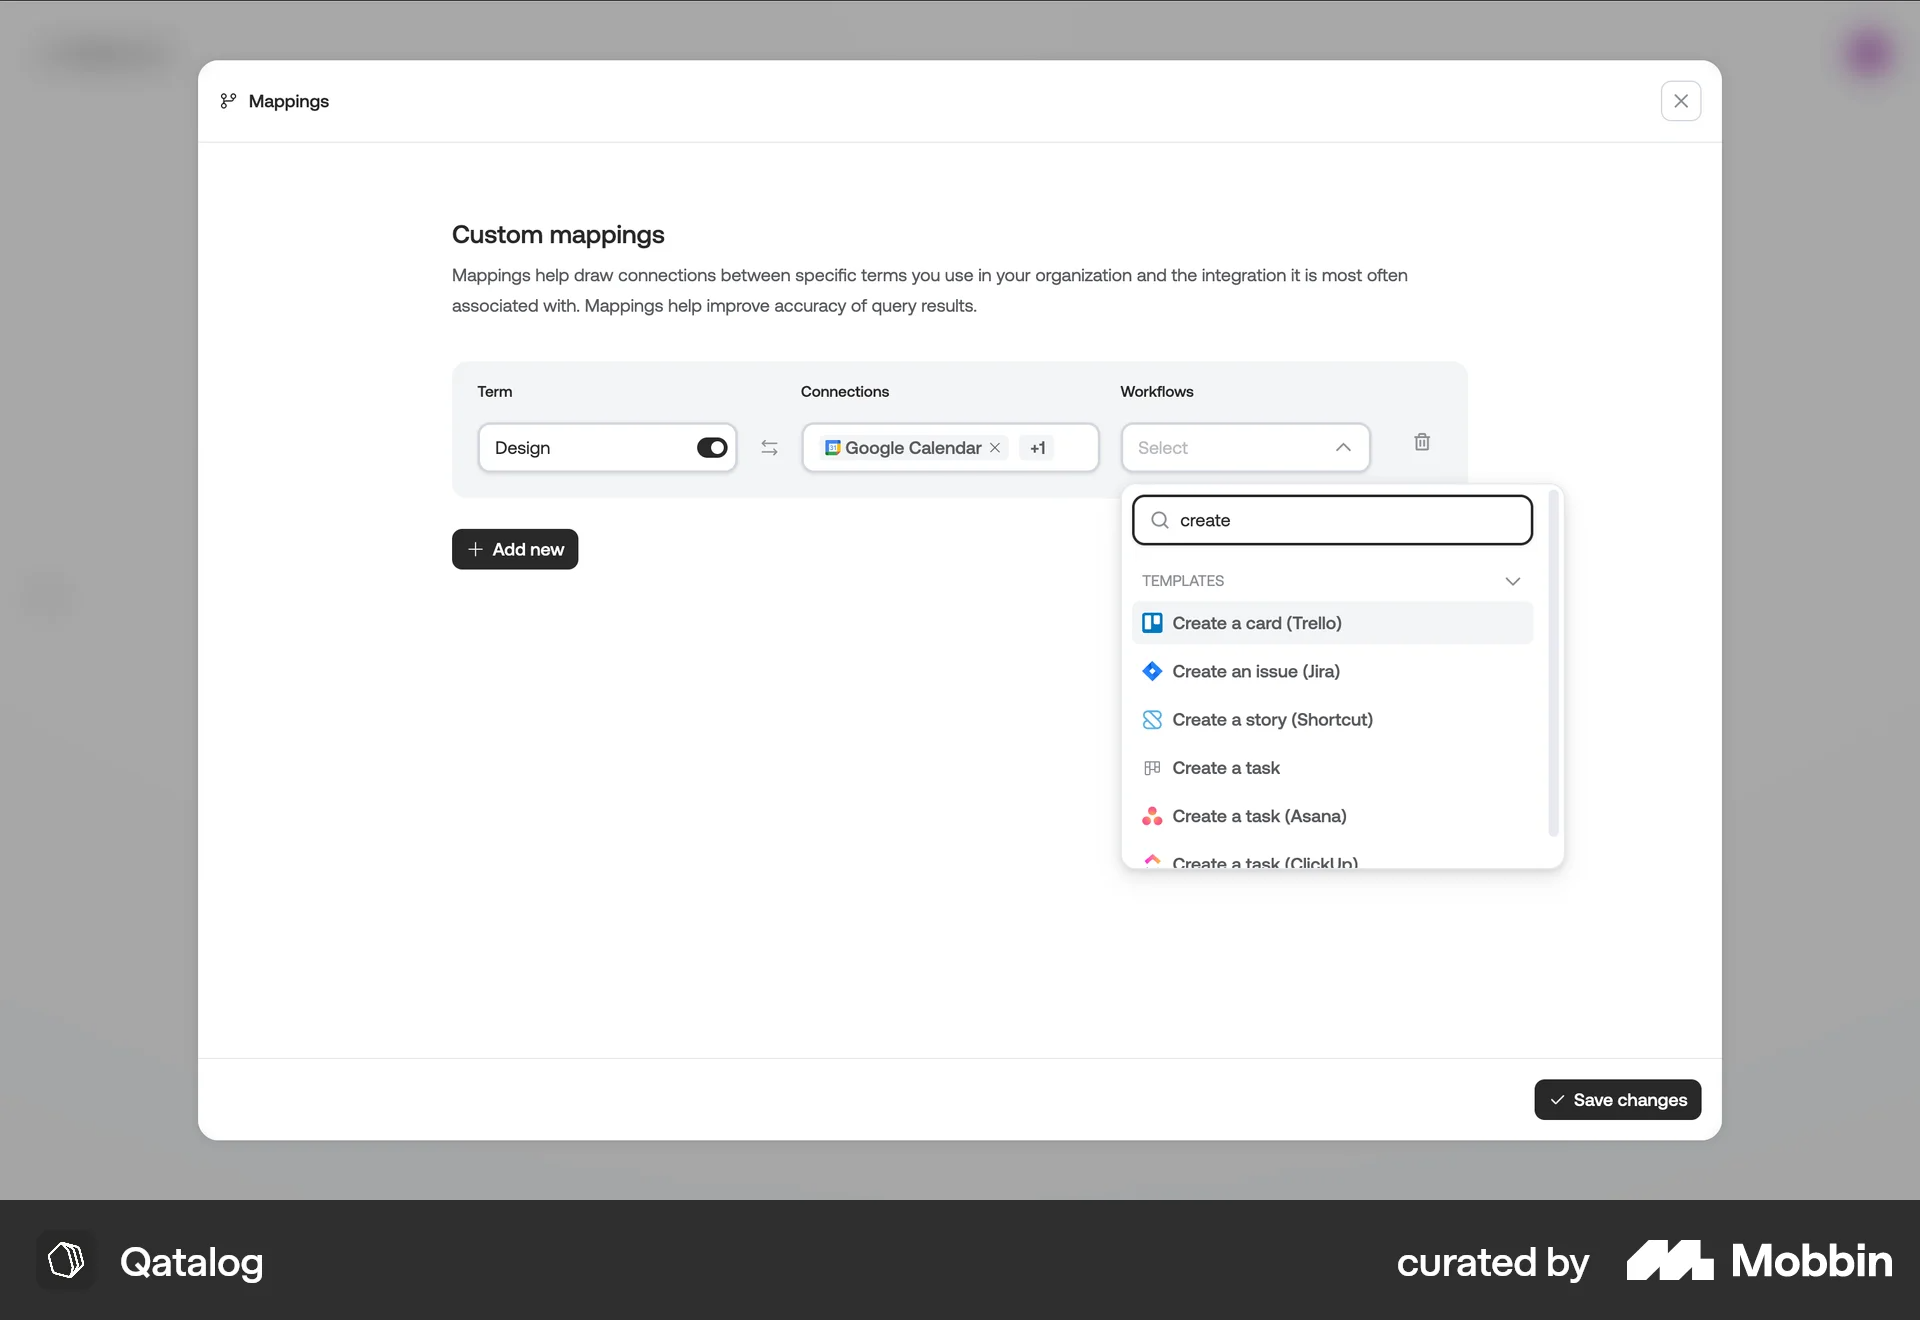 Mappings
Custom mappings
Mappings help draw connections between specific terms you use in your organization and the integration it is most often
associated with. Mappings help improve accuracy of query results.
Term
Connections
Workflows
Design
Google Calendar
+1
Select
create
Add new
TEMPLATES
Create a card (Trello)
Create an issue (Jira)
Create a story (Shortcut)
Create a task
Create a task (Asana)
Create a task (ClickUp)
Save changes
Qatalog
curated by
Mobbin